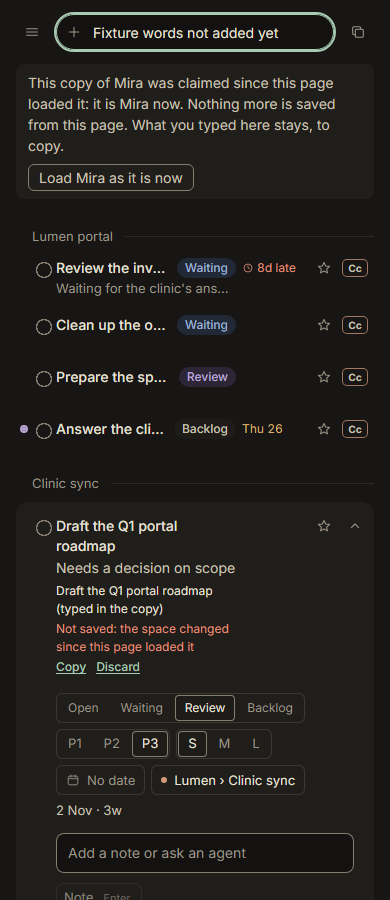 Fixture words not added yet
This copy of Mira was claimed since this page
loaded it: it is Mira now. Nothing more is saved
from this page. What you typed here stays, to
copy.
Load Mira as it is now
Lumen portal
Review the inv... Waiting 8d late Cc
Waiting for the clinic's ans...
Clean up the o... Waiting Cc
Prepare the sp... Review Cc
Answer the cli... Backlog Thu 26 Cc
Clinic sync
Draft the Q1 portal
roadmap
Needs a decision on scope
Draft the Q1 portal roadmap
(typed in the copy)
Not saved: the space changed
since this page loaded it
Copy Discard
Open Waiting Review Backlog
P1 P2 P3 S M L
No date Lumen › Clinic sync
2 Nov · 3w
Add a note or ask an agent
Note Enter